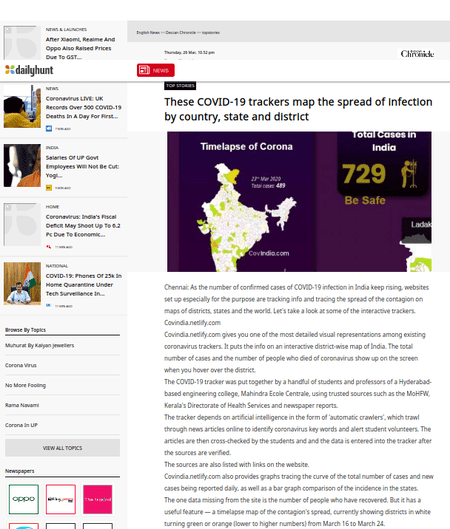 NEWS & LAUNCHES
After Xiaomi, Realme And
Oppo Also Raised Prices
Due To GST...
dailyhunt
NEWS
Coronavirus LIVE: UK
Records Over 500 COVID-19
Deaths In A Day For First...
INDIA
Salaries Of UP Govt
Employees Will Not Be Cut:
Yogi...
HOME
Coronavirus: India's Fiscal
Deficit May Shoot Up To 6.2
Pc Due To Economic...
NATIONAL
COVID-19: Phones Of 25k In
Home Quarantine Under
Tech Surveillance In...
Browse By Topics
Muhurat By Kalyan Jewellers
Corona Virus
No More Fooling
Rama Navami
Corona In UP
VIEW ALL TOPICS
Newspapers
oppo
English News — Deccan Chronicle — topstories
Thursday, 26 Mar, 10.52 pm
Chronicle
NEWS
TOP STORIES
These COVID-19 trackers map the spread of infection
by country, state and district
Timelapse of Corona
23rd Mar 2020
Total cases 489
CovIndia.com
Total Cases in
India
729
Be Safe
Ladak
Chennai: As the number of confirmed cases of COVID-19 infection in India keep rising, websites
set up especially for the purpose are tracking info and tracing the spread of the contagion on
maps of districts, states and the world. Let's take a look at some of the interactive trackers.
Covindia.netlify.com
Covindia.netlify.com gives you one of the most detailed visual representations among existing
coronavirus trackers. It puts the info on an interactive district-wise map of India. The total
number of cases and the number of people who died of coronavirus show up on the screen
when you hover over the district.
The COVID-19 tracker was put together by a handful of students and professors of a Hyderabad-
based engineering college, Mahindra Ecole Centrale, using trusted sources such as the MoHFW,
Kerala's Directorate of Health Services and newspaper reports.
The tracker depends on artificial intelligence in the form of 'automatic crawlers', which trawl
through news articles online to identify coronavirus key words and alert student volunteers. The
articles are then cross-checked by the students and and the data is entered into the tracker after
the sources are verified.
The sources are also listed with links on the website.
Covindia.netlify.com also provides graphs tracing the curve of the total number of cases and new
cases being reported daily, as well as a bar graph comparison of the incidence in the states.
The one data missing from the site is the number of people who have recovered. But it has a
useful feature — a timelapse map of the contagion's spread, currently showing districts in white
turning green or orange (lower to higher numbers) from March 16 to March 24.